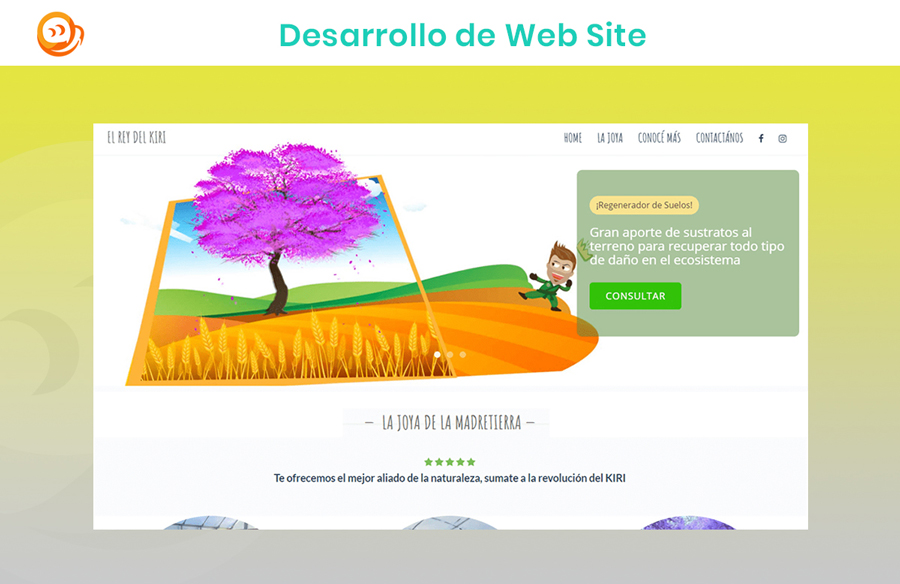 Desarrollo de Web Site
EL REY DEL KIRI
HOME LA JOYA CONOCÉ MÁS CONTACTÁNOS
¡Regenerador de Suelos!
Gran aporte de sustratos al
terreno para recuperar todo tipo
de daño en el ecosistema
CONSULTAR
— LA JOYA DE LA MADRETIERRA —
Te ofrecemos el mejor aliado de la naturaleza, sumate a la revolución del KIRI